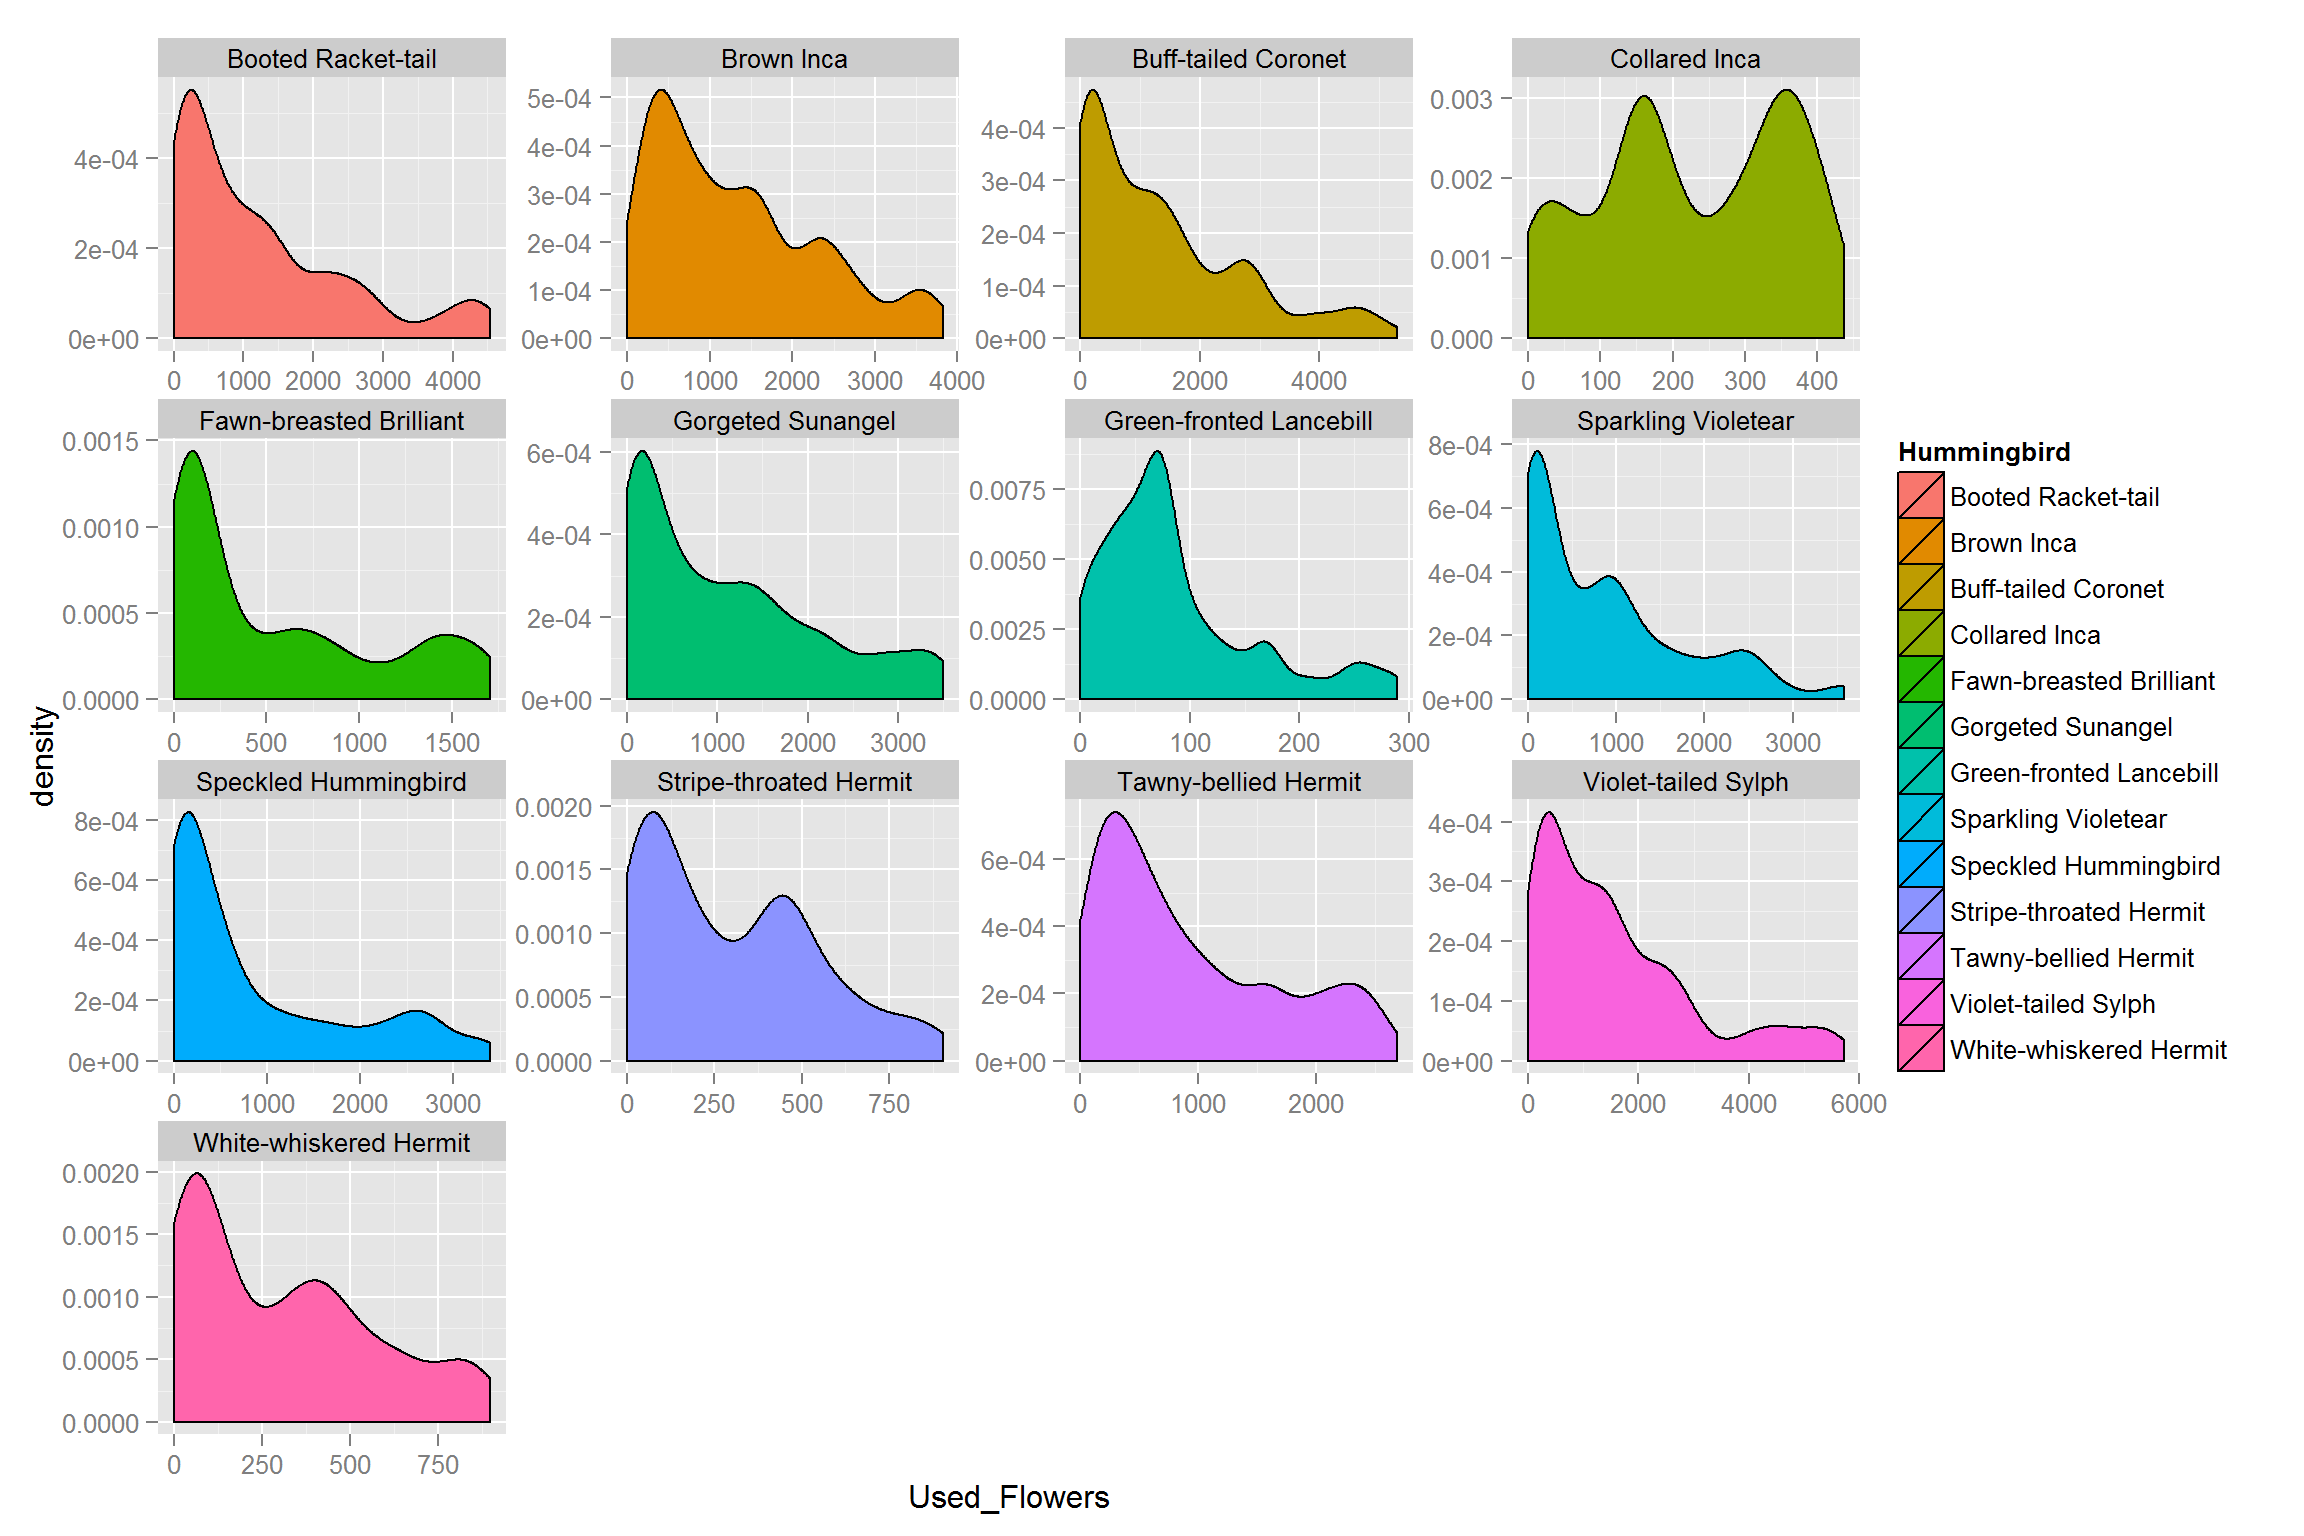 Booted Racket-tail
Brown Inca
Buff-tailed Coronet
Collared Inca
4e-04
2e-04
0e+00
0 1000 2000 3000 4000
5e-04
4e-04
3e-04
2e-04
1e-04
0e+00
0 1000 2000 3000 4000
4e-04
3e-04
2e-04
1e-04
0e+00
0 2000 4000
0.003
0.002
0.001
0.000
0 100 200 300 400
Fawn-breasted Brilliant
Gorgeted Sunangel
Green-fronted Lancebill
Sparkling Violetear
0.0015
0.0010
0.0005
0.0000
0 500 1000 1500
6e-04
4e-04
2e-04
0e+00
0 1000 2000 3000
0.0075
0.0050
0.0025
0.0000
0 100 200 300
8e-04
6e-04
4e-04
2e-04
0e+00
0 1000 2000 3000
Speckled Hummingbird
Stripe-throated Hermit
Tawny-bellied Hermit
Violet-tailed Sylph
8e-04
6e-04
4e-04
2e-04
0e+00
0 1000 2000 3000
0.0020
0.0015
0.0010
0.0005
0.0000
0 250 500 750
6e-04
4e-04
2e-04
0e+00
0 1000 2000
4e-04
3e-04
2e-04
1e-04
0e+00
0 2000 4000 6000
White-whiskered Hermit
0.0020
0.0015
0.0010
0.0005
0.0000
0 250 500 750
density
Used_Flowers
Hummingbird
Booted Racket-tail
Brown Inca
Buff-tailed Coronet
Collared Inca
Fawn-breasted Brilliant
Gorgeted Sunangel
Green-fronted Lancebill
Sparkling Violetear
Speckled Hummingbird
Stripe-throated Hermit
Tawny-bellied Hermit
Violet-tailed Sylph
White-whiskered Hermit